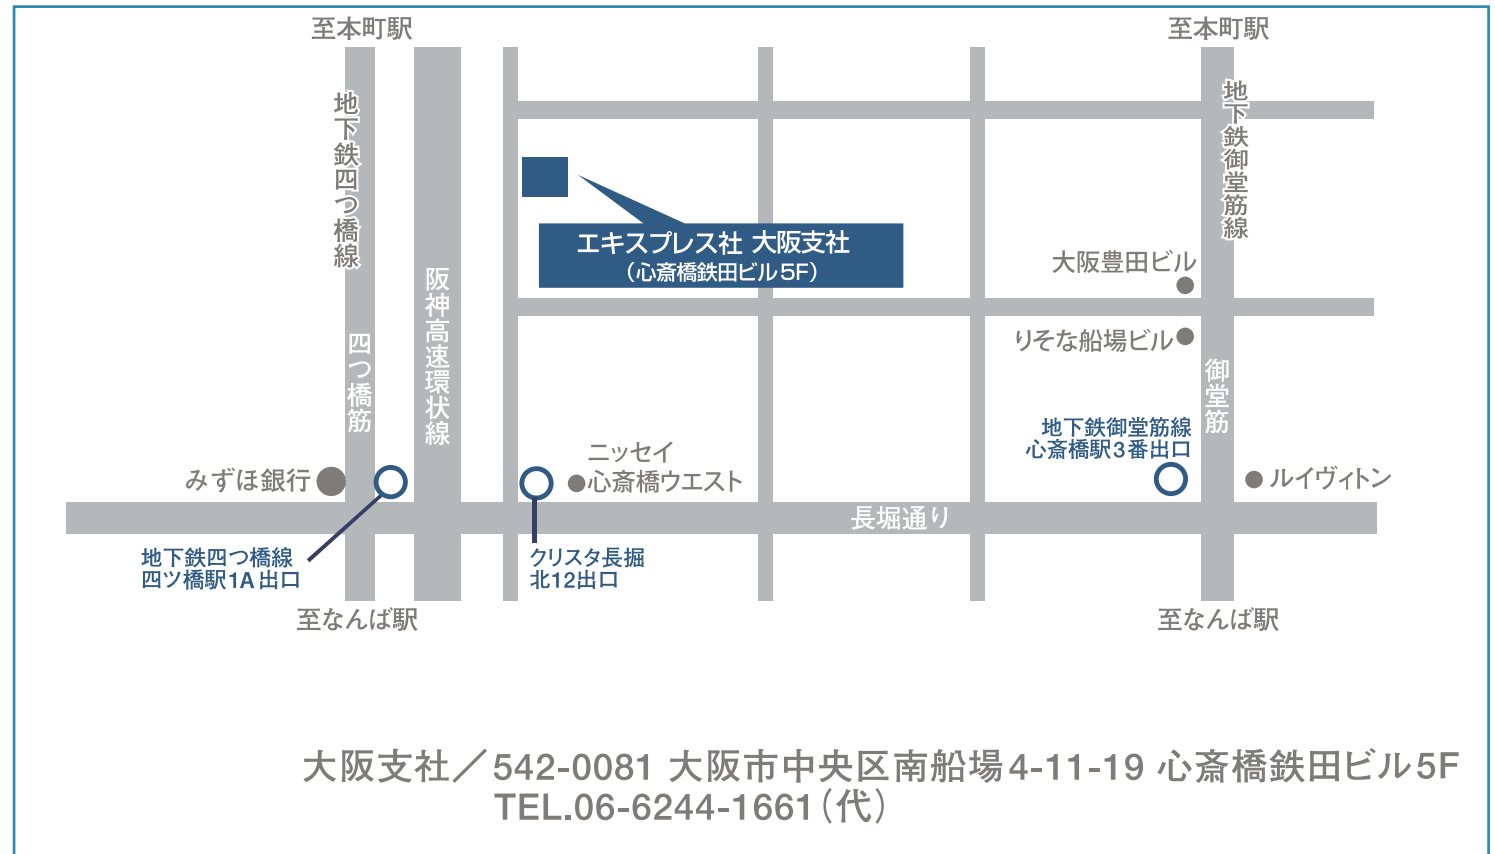 至本町駅
至本町駅
地下鉄四つ橋線
地下鉄御堂筋線
エキスプレス社 大阪支社
（心斎橋鉄田ビル5F）
大阪豊田ビル
阪神高速環状線
りそな船場ビル
四つ橋筋
御堂筋
地下鉄御堂筋線
心斎橋駅3番出口
ニッセイ
心斎橋ウエスト
みずほ銀行
ルイヴィトン
長堀通り
地下鉄四つ橋線
四ツ橋駅1A出口
クリスタ長掘
北12出口
至なんば駅
至なんば駅
大阪支社／542-0081 大阪市中央区南船場4-11-19 心斎橋鉄田ビル5F
TEL.06-6244-1661（代）